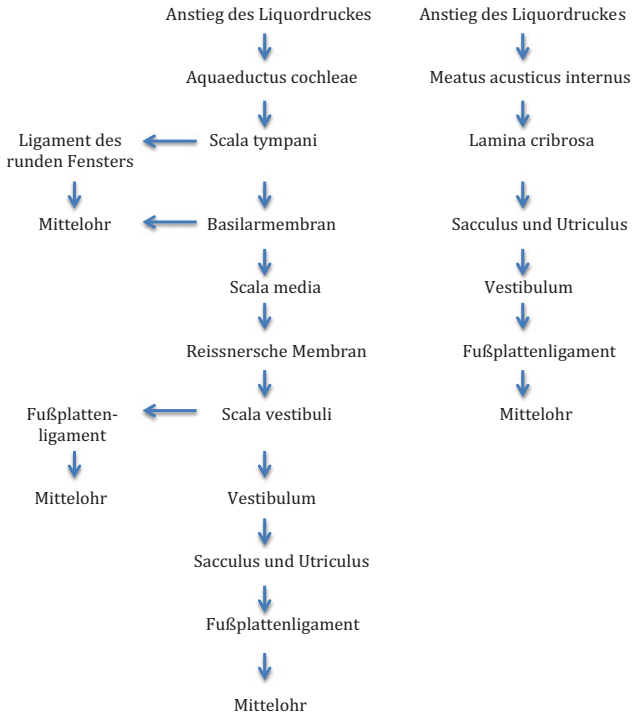 Anstieg des Liquordruckes
Anstieg des Liquordruckes
Aquaeductus cochleae
Meatus acusticus internus
Ligament des
runden Fensters
Scala tympani
Lamina cribrosa
Mittelohr
Basilarmembran
Sacculus und Utriculus
Scala media
Vestibulum
Reissnersche Membran
Fußplattenligament
Fußplatten-
ligament
Scala vestibuli
Mittelohr
Mittelohr
Vestibulum
Sacculus und Utriculus
Fußplattenligament
Mittelohr